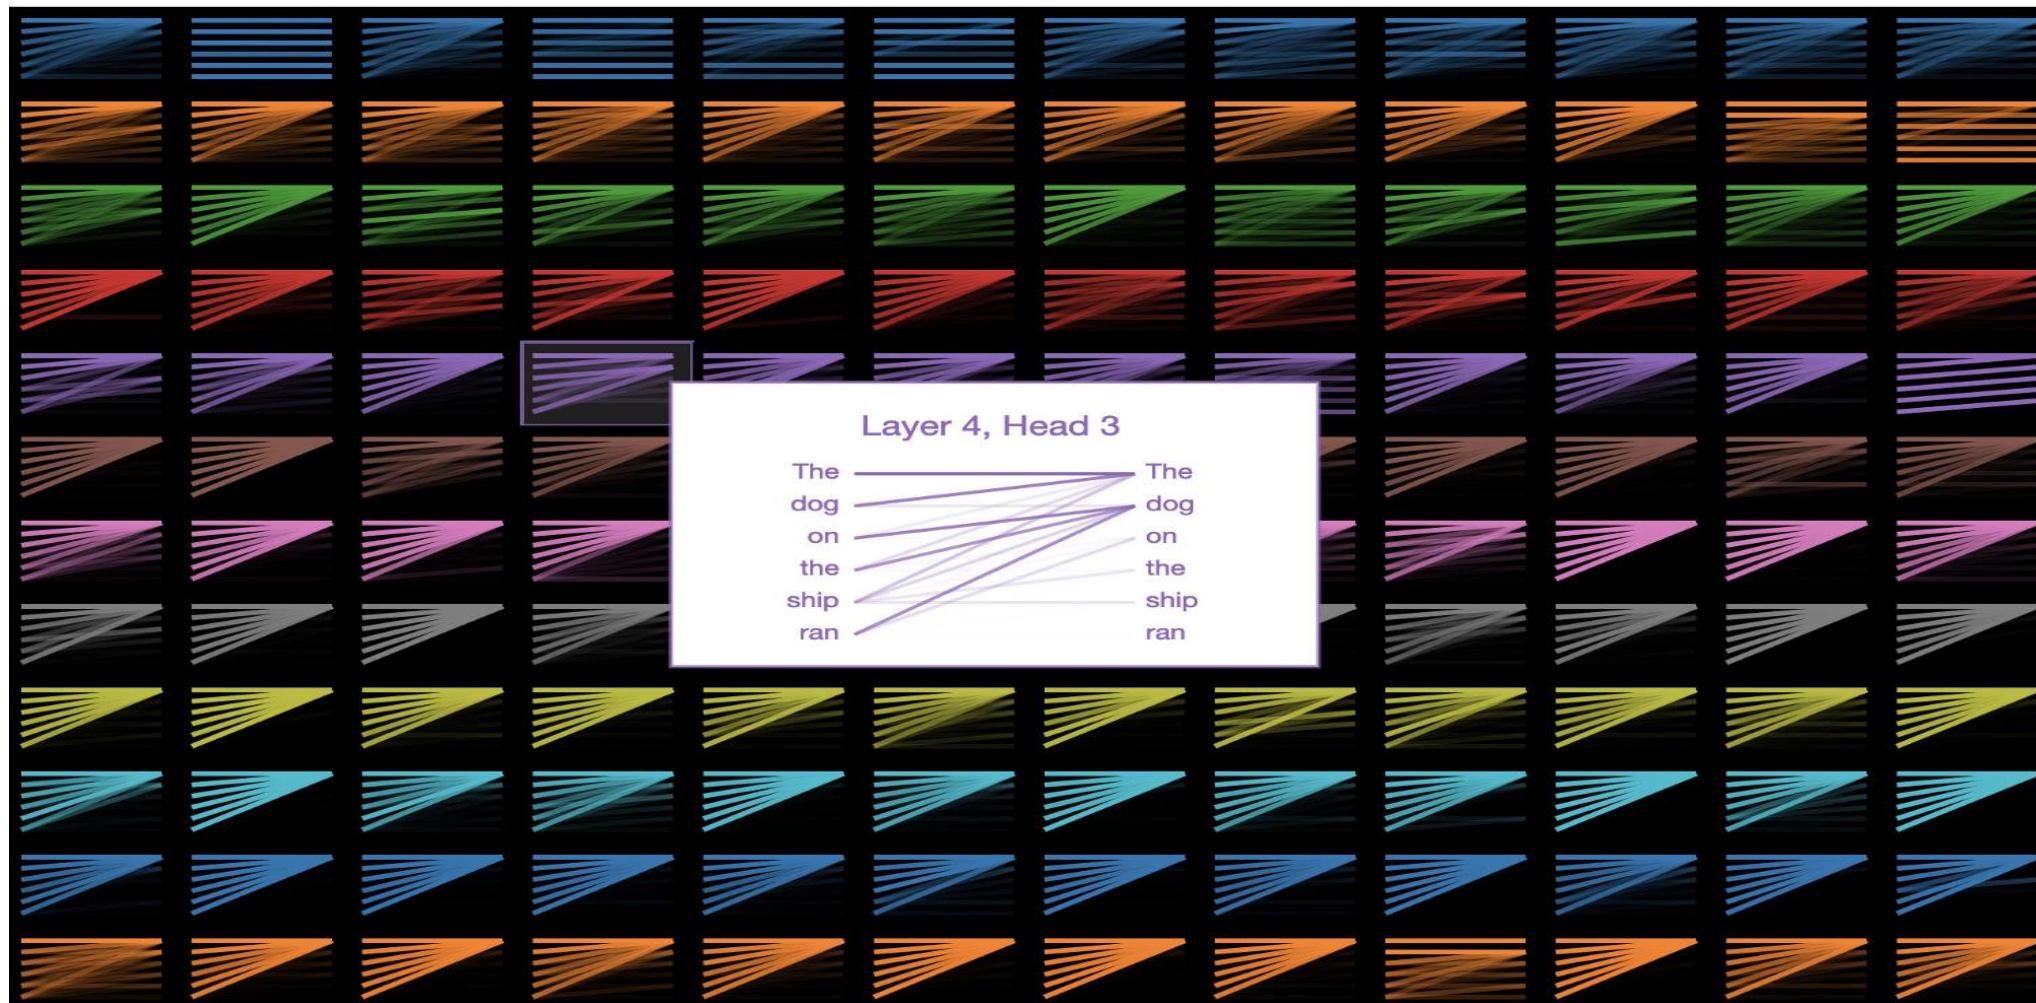 Layer 4, Head 3
The The
dog dog
on on
the the
ship ship
ran ran